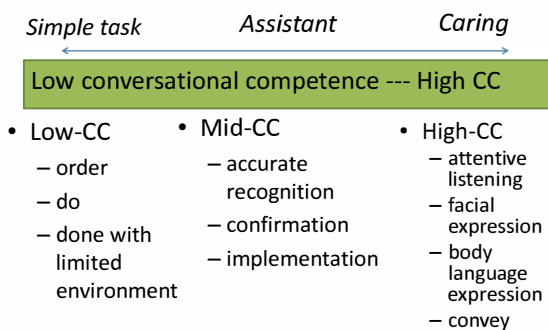 Simple task
Assistant
Caring
Low conversational competence --- High CC
• Low-CC
– order
– do
– done with
limited
environment
• Mid-CC
– accurate
recognition
– confirmation
– implementation
• High-CC
– attentive
listening
– facial
expression
– body
language
expression
– convey